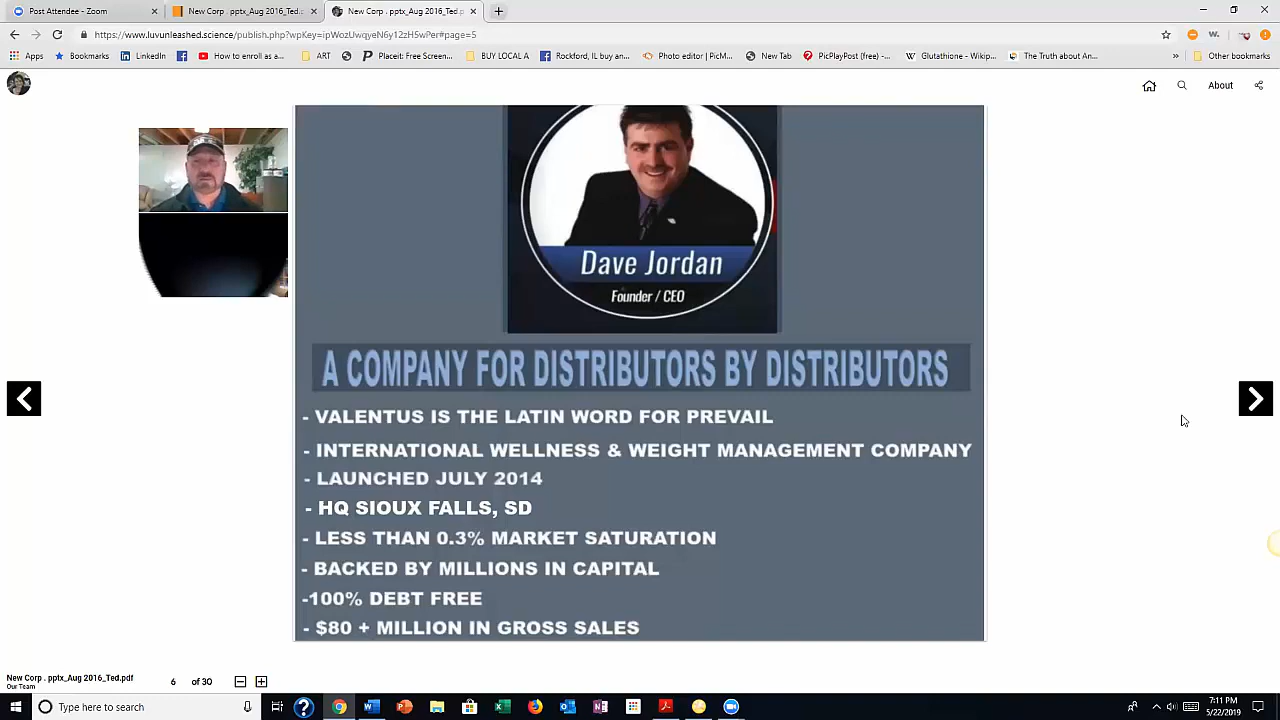 Post Attendee - Zoom
New Corp . pptx_Aug 2016_Ted.pdf
New Corp . pptx_Aug 2016_Ted.pdf
https://www.luvunleashed.science/publish.php?wpKey=ipWozUwqyeN6y12zH5wPer#page=5
Apps
Bookmarks
LinkedIn
How to enroll as a...
ART
Placeit: Free Screen...
BUY LOCAL A
Rockford, IL buy an...
Photo editor | PicM...
New Tab
PicPlayPost (free) -...
Glutathione - Wikip...
The Truth about An...
Other bookmarks
About
Dave Jordan
Founder / CEO
A COMPANY FOR DISTRIBUTORS BY DISTRIBUTORS
- VALENTUS IS THE LATIN WORD FOR PREVAIL
- INTERNATIONAL WELLNESS & WEIGHT MANAGEMENT COMPANY
- LAUNCHED JULY 2014
- HQ SIOUX FALLS, SD
- LESS THAN 0.3% MARKET SATURATION
- BACKED BY MILLIONS IN CAPITAL
-100% DEBT FREE
- $80 + MILLION IN GROSS SALES
New Corp . pptx_Aug 2016_Ted.pdf
Our Team
6 of 30
Type here to search
7:11 PM
5/22/2019